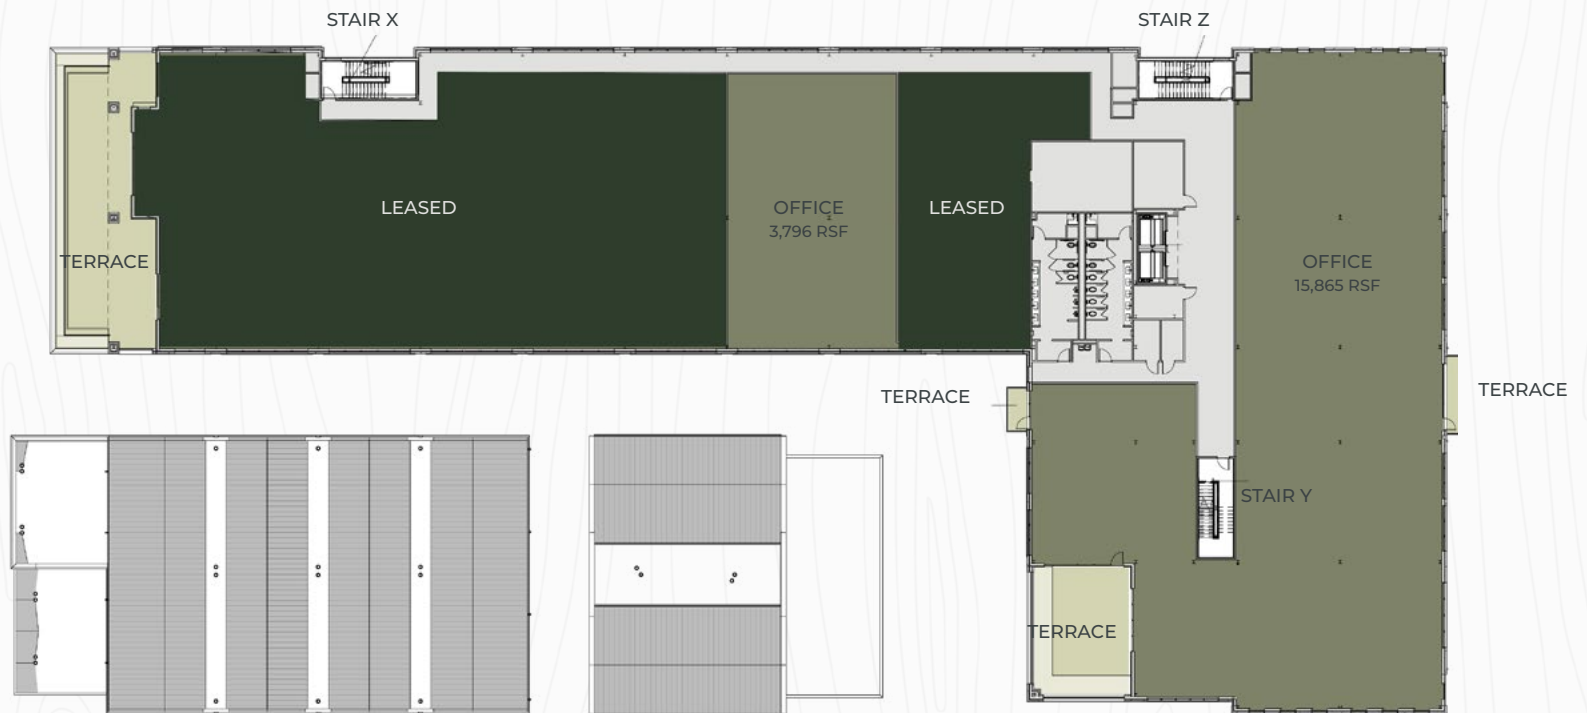 STAIR X
STAIR Z
LEASED
OFFICE
3,796 RSF
LEASED
TERRACE
OFFICE
15,865 RSF
TERRACE
TERRACE
STAIR Y
TERRACE